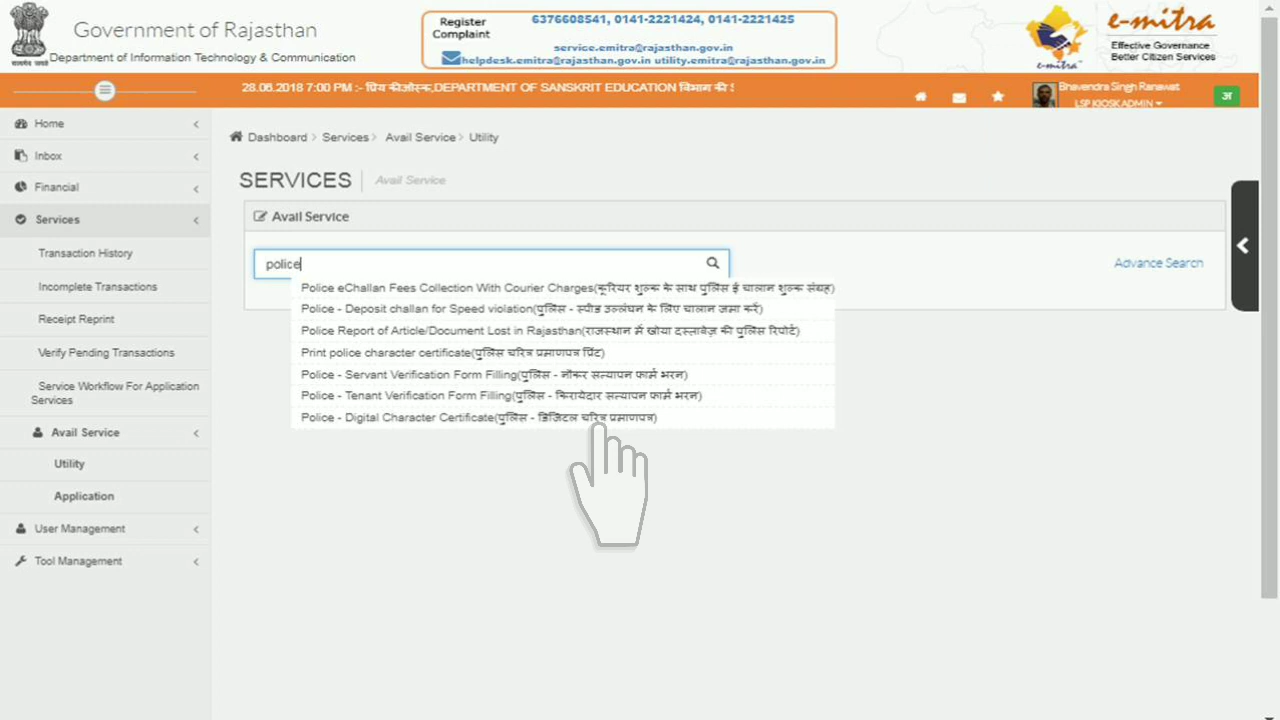 Government of Rajasthan
Department of Information Technology & Communication
Register Complaint
6376608541, 0141-2221424, 0141-2221425
service.emitra@rajasthan.gov.in
helpdesk.emitra@rajasthan.gov.in utility.emitra@rajasthan.gov.in
e-mitra
e-mitra
Effective Governance
Better Citizen Services
28.06.2018 7:00 PM :- प्रिय कीओस्क,DEPARTMENT OF SANSKRIT EDUCATION विभाग की
Bhavendra Singh Ranawat
LSP KIOSK ADMIN
अ
Home
Inbox
Financial
Services
Transaction History
Incomplete Transactions
Receipt Reprint
Verify Pending Transactions
Service Workflow For Application
Services
Avail Service
Utility
Application
User Management
Tool Management
Dashboard > Services > Avail Service > Utility
SERVICES Avail Service
Avail Service
police
Advance Search
Police eChallan Fees Collection With Courier Charges(कूरियर शुल्क के साथ पुलिस ई चालान शुल्क संग्रह)
Police - Deposit challan for Speed violation(पुलिस - स्पीड उल्लंघन के लिए चालान जमा करें)
Police Report of Article/Document Lost in Rajasthan(राजस्थान में खोया दस्तावेज़ की पुलिस रिपोर्ट)
Print police character certificate(पुलिस चरित्र प्रमाणपत्र प्रिंट)
Police - Servant Verification Form Filling(पुलिस - नौकर सत्यापन फार्म भरन)
Police - Tenant Verification Form Filling(पुलिस - किरायेदार सत्यापन फार्म भरन)
Police - Digital Character Certificate(पुलिस - डिजिटल चरित्र प्रमाणपत्र)